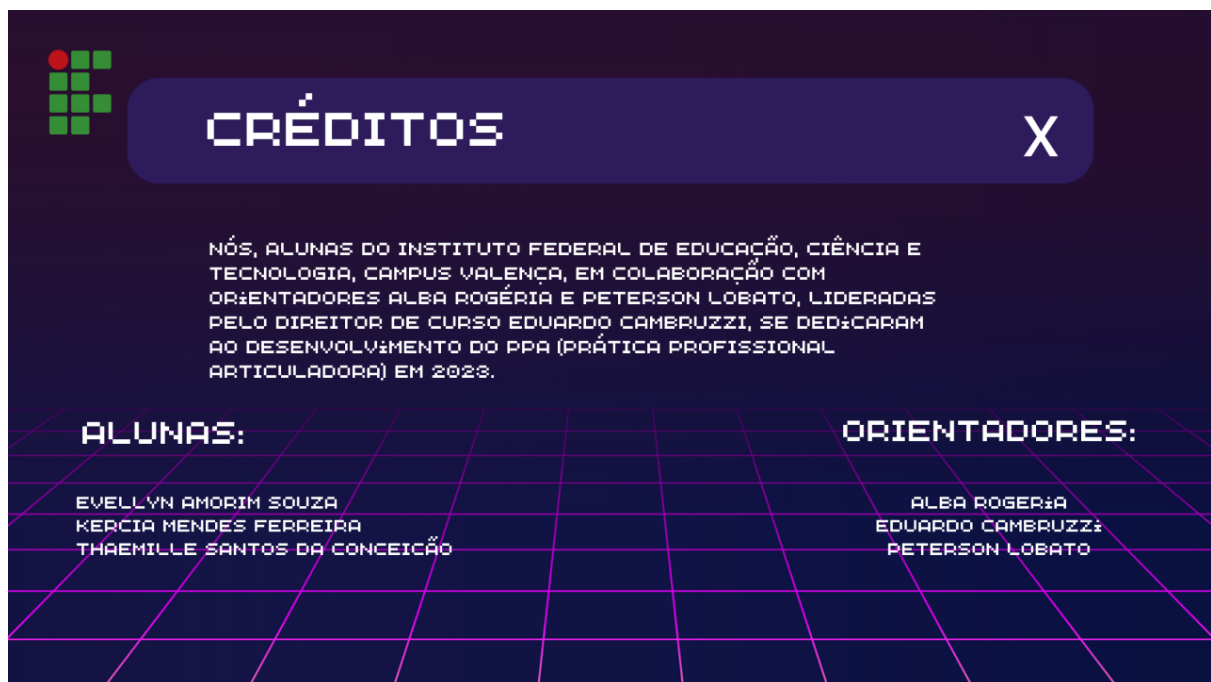 CRÉDITOS
X
NÓS, ALUNAS DO INSTITUTO FEDERAL DE EDUCAÇÃO, CIÊNCIA E
TECNOLOGIA, CAMPUS VALENÇA, EM COLABORAÇÃO COM
ORiENTADORES ALBA ROGÉRIA E PETERSON LOBATO, LIDERADAS
PELO DIREITOR DE CURSO EDUARDO CAMBRUZZI, SE DEDiCARAM
AO DESENVOLViMENTO DO PPA (PRÁTICA PROFISSIONAL
ARTICULADORA) EM 2023.
ALUNAS:
EVELLYN AMORIM SOUZA
KERCIA MENDES FERREIRA
THAEMILLE SANTOS DA CONCEICÃO
ORIENTADORES:
ALBA ROGERiA
EDUARDO CAMBRUZZi
PETERSON LOBATO